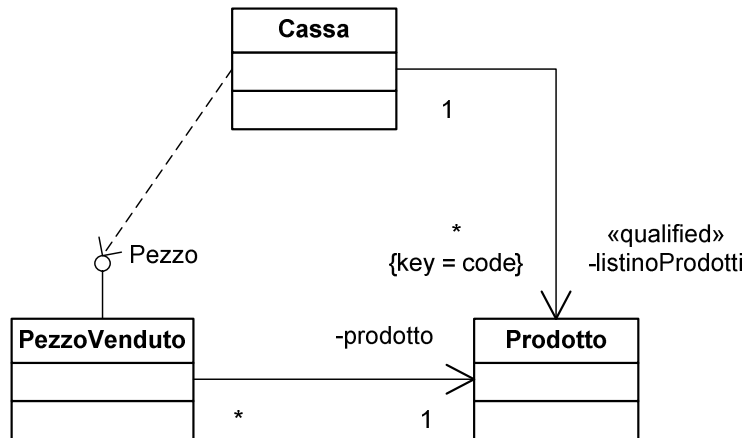 Cassa
1
*
{key = code}
«qualified»
-listinoProdotti
Pezzo
PezzoVenduto
-prodotto
Prodotto
*
1